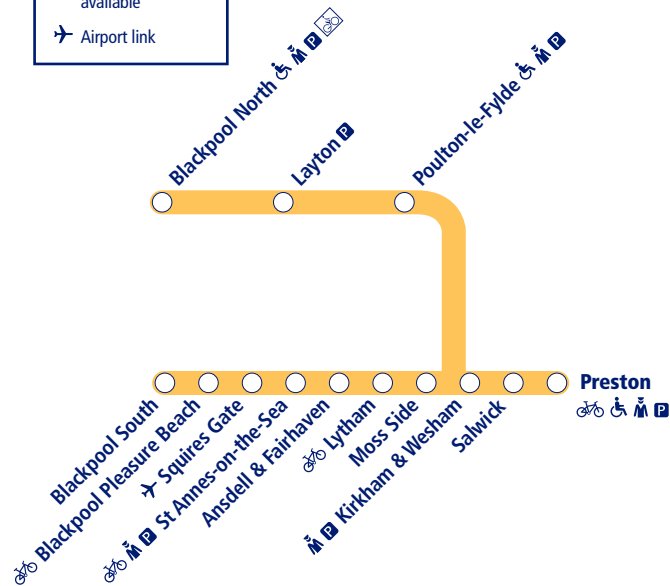 available
Airport link
Blackpool North P
Layton P
Poulton-le-Fylde P
Preston
P
Blackpool South
Blackpool Pleasure Beach
Squires Gate
P St Annes-on-the-Sea
Ansdell & Fairhaven
Lytham
Moss Side
P Kirkham & Wesham
Salwick